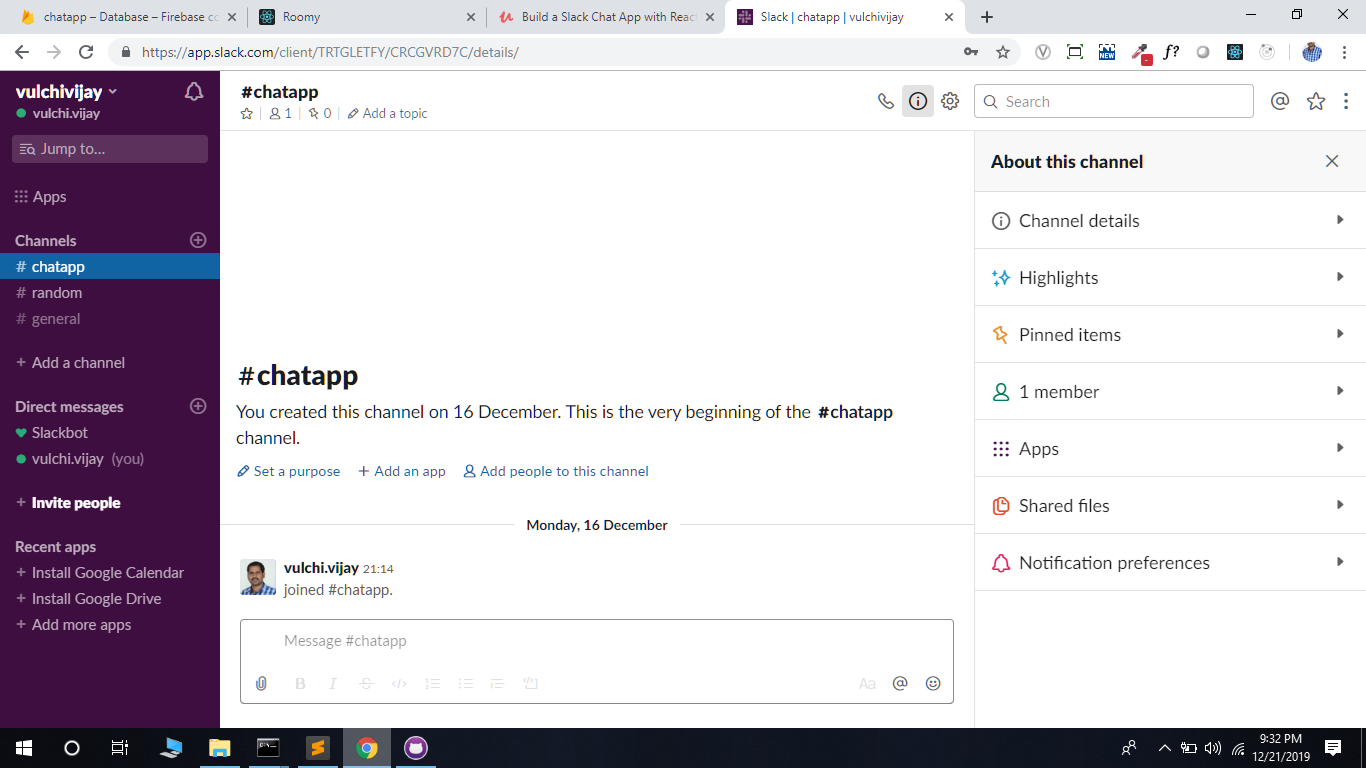 chatapp – Database – Firebase co
Roomy
Build a Slack Chat App with Reac
Slack | chatapp | vulchivijay
https://app.slack.com/client/TRTGLETFY/CRCGVRD7C/details/
NEW
f?
vulchivijay
vulchi.vijay
Jump to...
Apps
Channels
# chatapp
# random
# general
+ Add a channel
Direct messages
Slackbot
vulchi.vijay (you)
+ Invite people
Recent apps
+ Install Google Calendar
+ Install Google Drive
+ Add more apps
#chatapp
1 | 0 | Add a topic
Search
#chatapp
You created this channel on 16 December. This is the very beginning of the #chatapp
channel.
Set a purpose + Add an app Add people to this channel
Monday, 16 December
vulchi.vijay 21:14
joined #chatapp.
Message #chatapp
B I S </> Aa @
About this channel
Channel details
Highlights
Pinned items
1 member
Apps
Shared files
Notification preferences
9:32 PM
12/21/2019